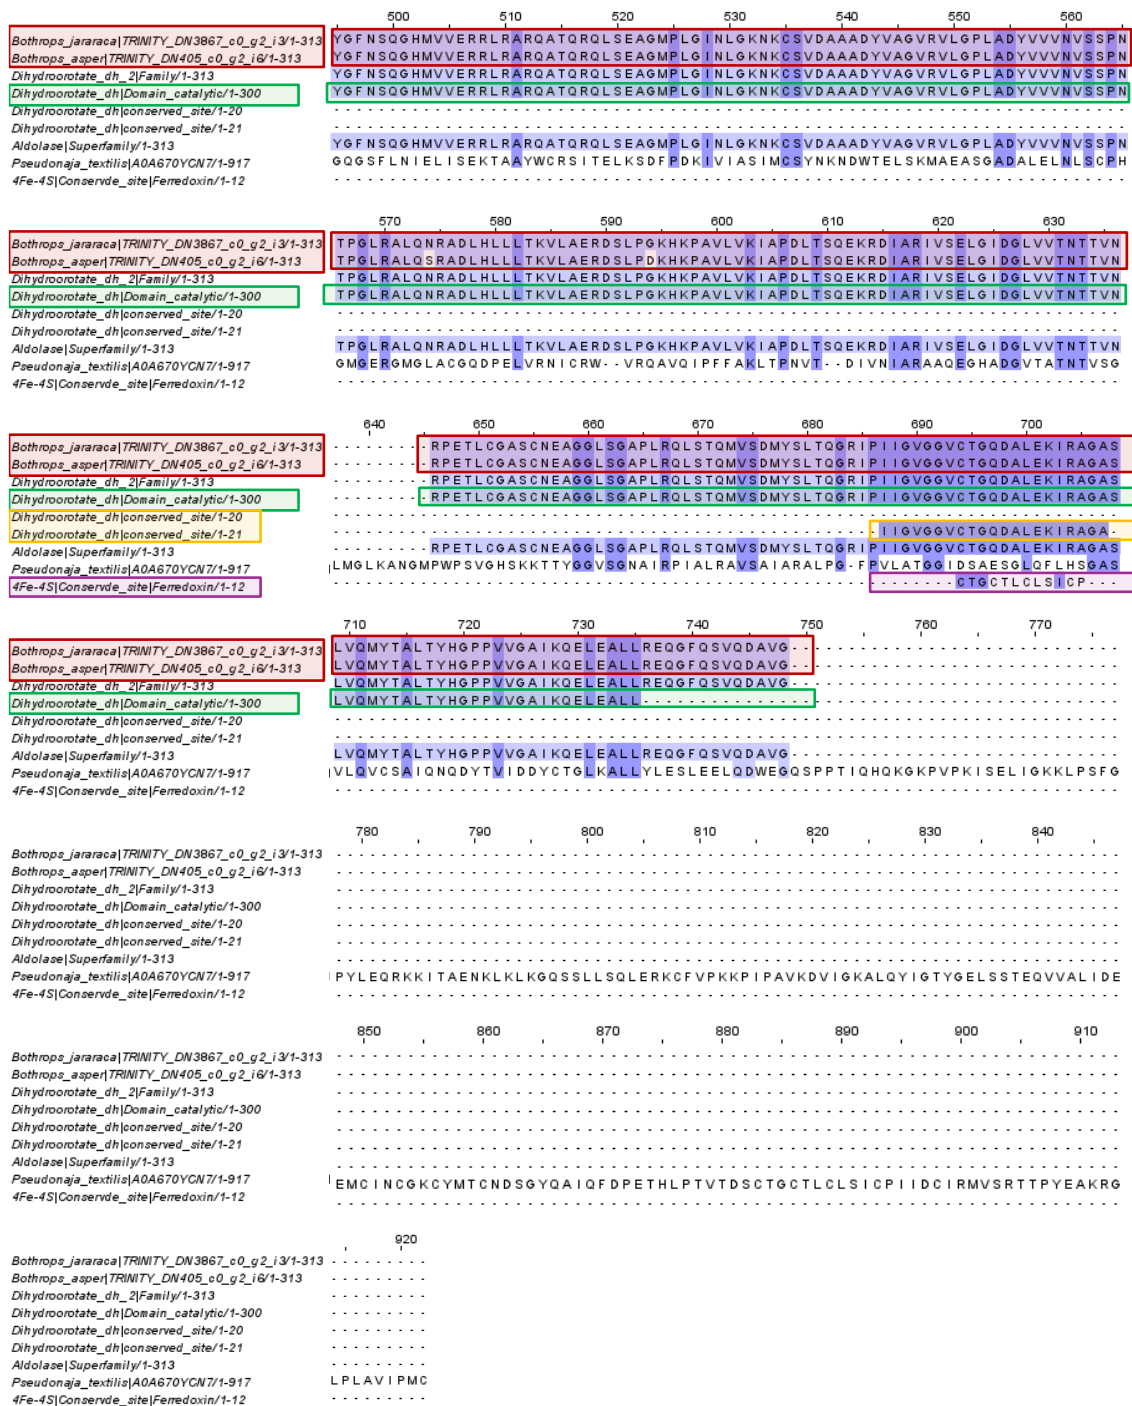 500 510 520 530 540 550 560
Bothrops_jararaca|TRINITY_DN3867_c0_g2_i3/1-313 YGFNSQGHMVVERRLRARQATQRQLSEAGMPLGINLGKNKCSVDAAADYVAGVRVLGPLADYVVVNVSSPN
Bothrops_asper|TRINITY_DN405_c0_g2_i6/1-313 YGFNSQGHMVVERRLRARQATQRQLSEAGMPLGINLGKNKCSVDAAADYVAGVRVLGPLADYVVVNVSSPN
Dihydroorotate_dh_2|Family/1-313 YGFNSQGHMVVERRLRARQATQRQLSEAGMPLGINLGKNKCSVDAAADYVAGVRVLGPLADYVVVNVSSPN
Dihydroorotate_dh|Domain_catalytic/1-300 YGFNSQGHMVVERRLRARQATQRQLSEAGMPLGINLGKNKCSVDAAADYVAGVRVLGPLADYVVVNVSSPN
Dihydroorotate_dh|conserved_site/1-20
Dihydroorotate_dh|conserved_site/1-21
Aldolase|Superfamily/1-313 YGFNSQGHMVVERRLRARQATQRQLSEAGMPLGINLGKNKCSVDAAADYVAGVRVLGPLADYVVVNVSSPN
Pseudonaja_textilis|A0A670YCN7/1-917 GQGSFLNIELISEKTAAYWCRSITELKSDFPDKIVIASIMCSYNKNDWTELSKMAEASGADALELNLSCPH
4Fe-4S|Conservde_site|Ferredoxin/1-12
570 580 590 600 610 620 630
Bothrops_jararaca|TRINITY_DN3867_c0_g2_i3/1-313 TPGLRALQNRADLHLLLTKVLAERDSLPGKHKPAVLVKIAPDLTSQEKRDIARIVSELGIDGLVVTNTTVN
Bothrops_asper|TRINITY_DN405_c0_g2_i6/1-313 TPGLRALQSRADLHLLLTKVLAERDSLPDKHKPAVLVKIAPDLTSQEKRDIARIVSELGIDGLVVTNTTVN
Dihydroorotate_dh_2|Family/1-313 TPGLRALQNRADLHLLLTKVLAERDSLPGKHKPAVLVKIAPDLTSQEKRDIARIVSELGIDGLVVTNTTVN
Dihydroorotate_dh|Domain_catalytic/1-300 TPGLRALQNRADLHLLLTKVLAERDSLPGKHKPAVLVKIAPDLTSQEKRDIARIVSELGIDGLVVTNTTVN
Dihydroorotate_dh|conserved_site/1-20
Dihydroorotate_dh|conserved_site/1-21
Aldolase|Superfamily/1-313 TPGLRALQNRADLHLLLTKVLAERDSLPGKHKPAVLVKIAPDLTSQEKRDIARIVSELGIDGLVVTNTTVN
Pseudonaja_textilis|A0A670YCN7/1-917 GMGERGMGLACGQDPELVRNICRW--VRQAVQIPFFAKLTPNVT--DIVNIARAAQEGHADGVTATNTVSG
4Fe-4S|Conservde_site|Ferredoxin/1-12
640 650 660 670 680 690 700
Bothrops_jararaca|TRINITY_DN3867_c0_g2_i3/1-313 ---------RPETLCGASCNEAGGLSGAPLRQLSTQMVSDMYSLTQGRIPIIGVGGVCTGQDALEKIRAGAS
Bothrops_asper|TRINITY_DN405_c0_g2_i6/1-313 ---------RPETLCGASCNEAGGLSGAPLRQLSTQMVSDMYSLTQGRIPIIGVGGVCTGQDALEKIRAGAS
Dihydroorotate_dh_2|Family/1-313 ---------RPETLCGASCNEAGGLSGAPLRQLSTQMVSDMYSLTQGRIPIIGVGGVCTGQDALEKIRAGAS
Dihydroorotate_dh|Domain_catalytic/1-300 ---------RPETLCGASCNEAGGLSGAPLRQLSTQMVSDMYSLTQGRIPIIGVGGVCTGQDALEKIRAGAS
Dihydroorotate_dh|conserved_site/1-20
Dihydroorotate_dh|conserved_site/1-21 IIGVGGVCTGQDALEKIRAGA-
Aldolase|Superfamily/1-313 ---------RPETLCGASCNEAGGLSGAPLRQLSTQMVSDMYSLTQGRIPIIGVGGVCTGQDALEKIRAGAS
Pseudonaja_textilis|A0A670YCN7/1-917 LMGLKANGMPWPSVGHSKKTTYGGVSGNAIRPIALRAVSAIARALPG-FPVLATGGIDSAESGLQFLHSGAS
4Fe-4S|Conservde_site|Ferredoxin/1-12 CTGCTLCLSICP---
710 720 730 740 750 760 770
Bothrops_jararaca|TRINITY_DN3867_c0_g2_i3/1-313 LVQMYTALTYHGPPVVGAIKQELEALLREQGFQSVQDAVG
Bothrops_asper|TRINITY_DN405_c0_g2_i6/1-313 LVQMYTALTYHGPPVVGAIKQELEALLREQGFQSVQDAVG
Dihydroorotate_dh_2|Family/1-313 LVQMYTALTYHGPPVVGAIKQELEALLREQGFQSVQDAVG
Dihydroorotate_dh|Domain_catalytic/1-300 LVQMYTALTYHGPPVVGAIKQELEALL
Dihydroorotate_dh|conserved_site/1-20
Dihydroorotate_dh|conserved_site/1-21
Aldolase|Superfamily/1-313 LVQMYTALTYHGPPVVGAIKQELEALLREQGFQSVQDAVG
Pseudonaja_textilis|A0A670YCN7/1-917 VLQVCSAIQNQDYTVIDDYCTGLKALLYLESLEELQDWEGQSPPTIQHQKGKPVPKISELIGKKLPSFG
4Fe-4S|Conservde_site|Ferredoxin/1-12
780 790 800 810 820 830 840
Bothrops_jararaca|TRINITY_DN3867_c0_g2_i3/1-313
Bothrops_asper|TRINITY_DN405_c0_g2_i6/1-313
Dihydroorotate_dh_2|Family/1-313
Dihydroorotate_dh|Domain_catalytic/1-300
Dihydroorotate_dh|conserved_site/1-20
Dihydroorotate_dh|conserved_site/1-21
Aldolase|Superfamily/1-313
Pseudonaja_textilis|A0A670YCN7/1-917 PYLEQRKKITAENKLKLKGQSSLLSQLERKCFVPKKPIPAVKDVIGKALQYIGTYGELSSTEQVVALIDE
4Fe-4S|Conservde_site|Ferredoxin/1-12
850 860 870 880 890 900 910
Bothrops_jararaca|TRINITY_DN3867_c0_g2_i3/1-313
Bothrops_asper|TRINITY_DN405_c0_g2_i6/1-313
Dihydroorotate_dh_2|Family/1-313
Dihydroorotate_dh|Domain_catalytic/1-300
Dihydroorotate_dh|conserved_site/1-20
Dihydroorotate_dh|conserved_site/1-21
Aldolase|Superfamily/1-313
Pseudonaja_textilis|A0A670YCN7/1-917 EMCINCGKCYMTCNDSGYQAIQFDPETHLPTVTDSCTGCTLCLSICPIIDCIRMVSRTTPYEAKRG
4Fe-4S|Conservde_site|Ferredoxin/1-12
920
Bothrops_jararaca|TRINITY_DN3867_c0_g2_i3/1-313
Bothrops_asper|TRINITY_DN405_c0_g2_i6/1-313
Dihydroorotate_dh_2|Family/1-313
Dihydroorotate_dh|Domain_catalytic/1-300
Dihydroorotate_dh|conserved_site/1-20
Dihydroorotate_dh|conserved_site/1-21
Aldolase|Superfamily/1-313
Pseudonaja_textilis|A0A670YCN7/1-917 LPLAVIPMC
4Fe-4S|Conservde_site|Ferredoxin/1-12